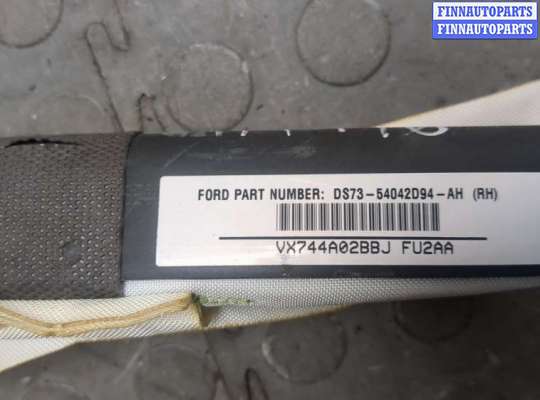 FINNAUTOPARTS
FINNAUTOPARTS
FORD PART NUMBER: DS73-54042D94-AH (RH)
VX744A02BBJ FU2AA